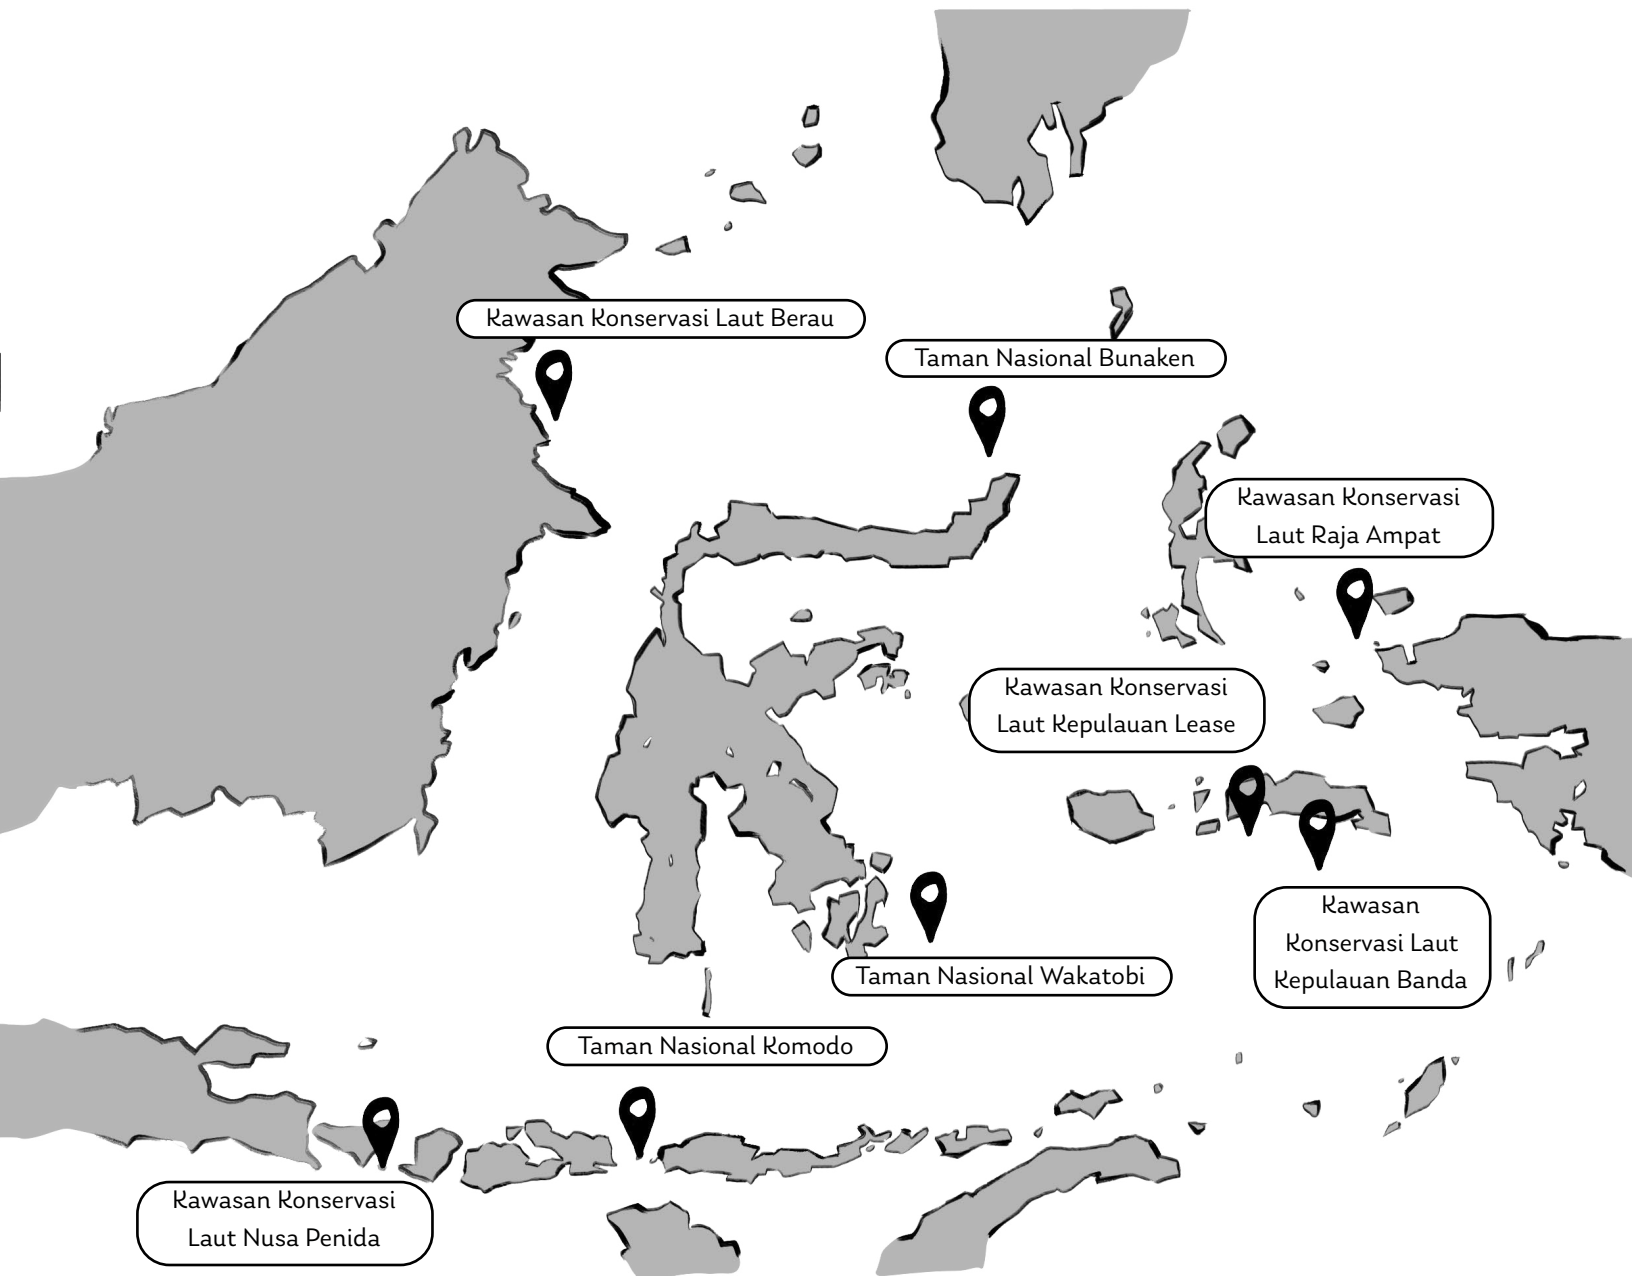 Kawasan Konservasi Laut Berau
Taman Nasional Bunaken
Kawasan Konservasi
Laut Raja Ampat
Kawasan Konservasi
Laut Kepulauan Lease
Kawasan
Konservasi Laut
Kepulauan Banda
Taman Nasional Wakatobi
Taman Nasional Komodo
Kawasan Konservasi
Laut Nusa Penida